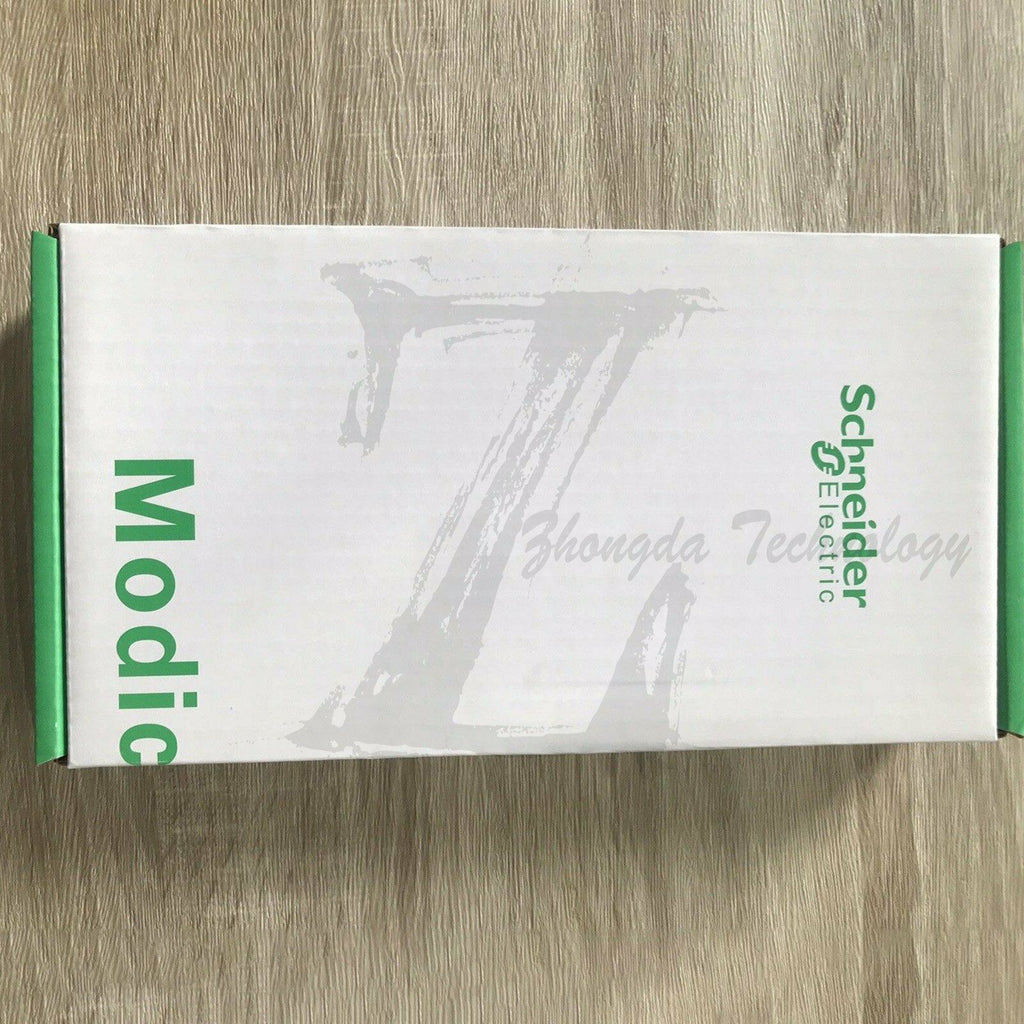 Schneider
Electric
Modic
Zhongda Technology
Z